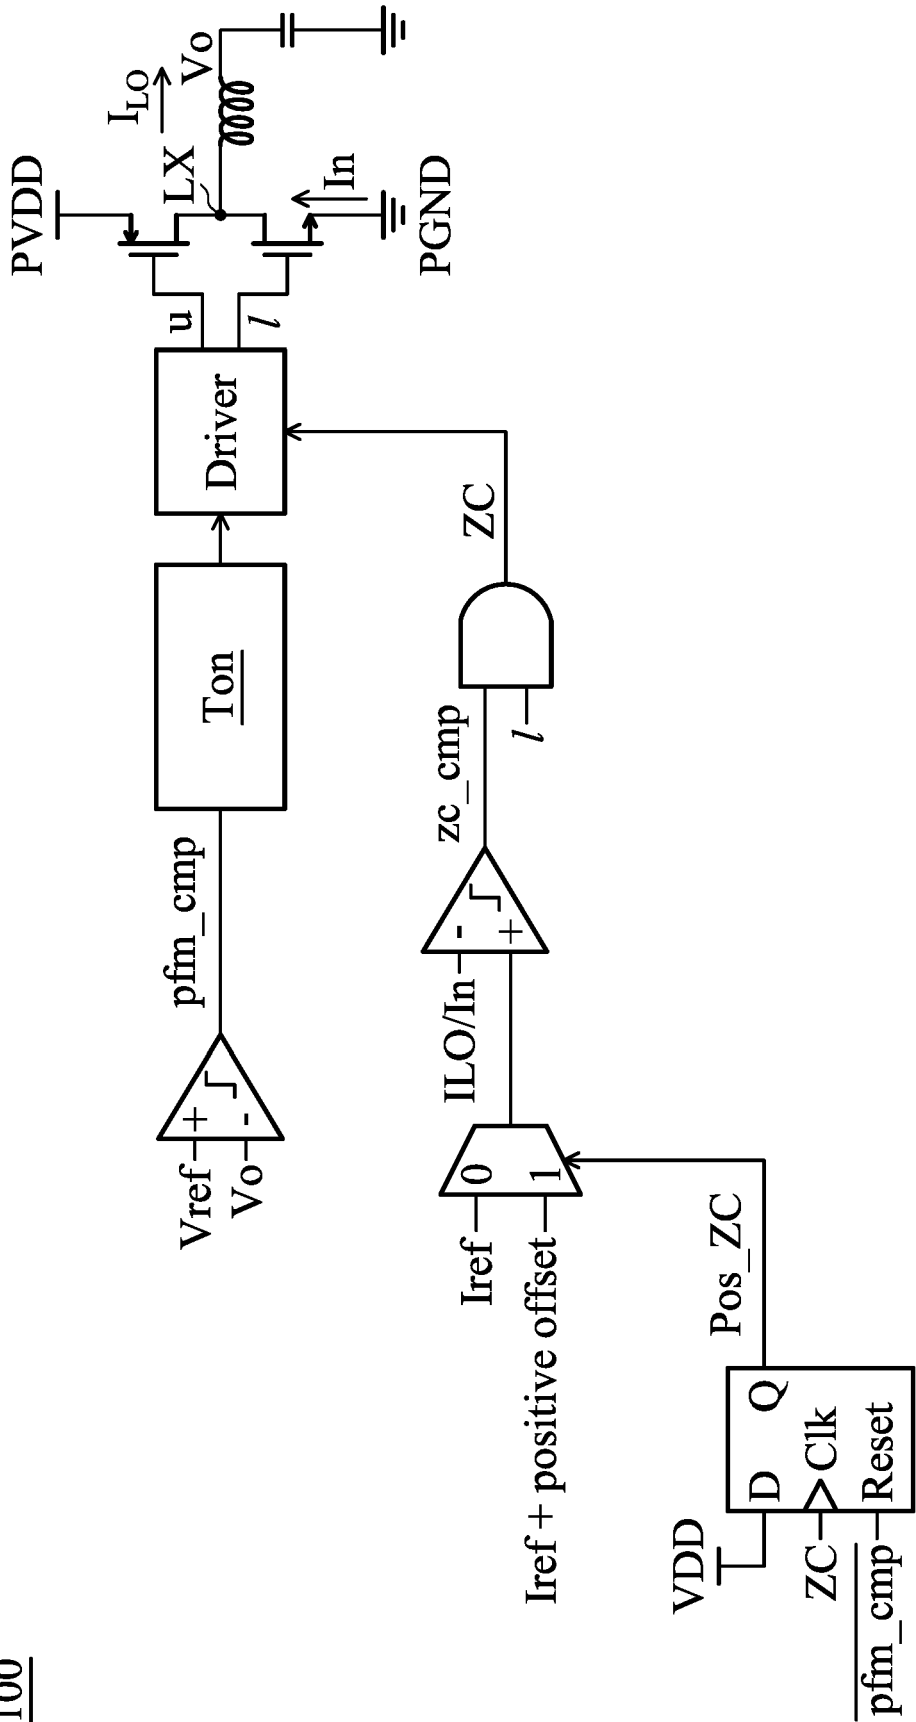 100
PVDD
I_LO
Vo
LX
In
PGND
u
l
Driver
Ton
pfm_cmp
Vref
Vo
+
-
ZC
zc_cmp
l
ILO/In
-
+
0
1
Iref
Iref + positive offset
Pos_ZC
VDD
D
Q
ZC
Clk
pfm_cmp
Reset